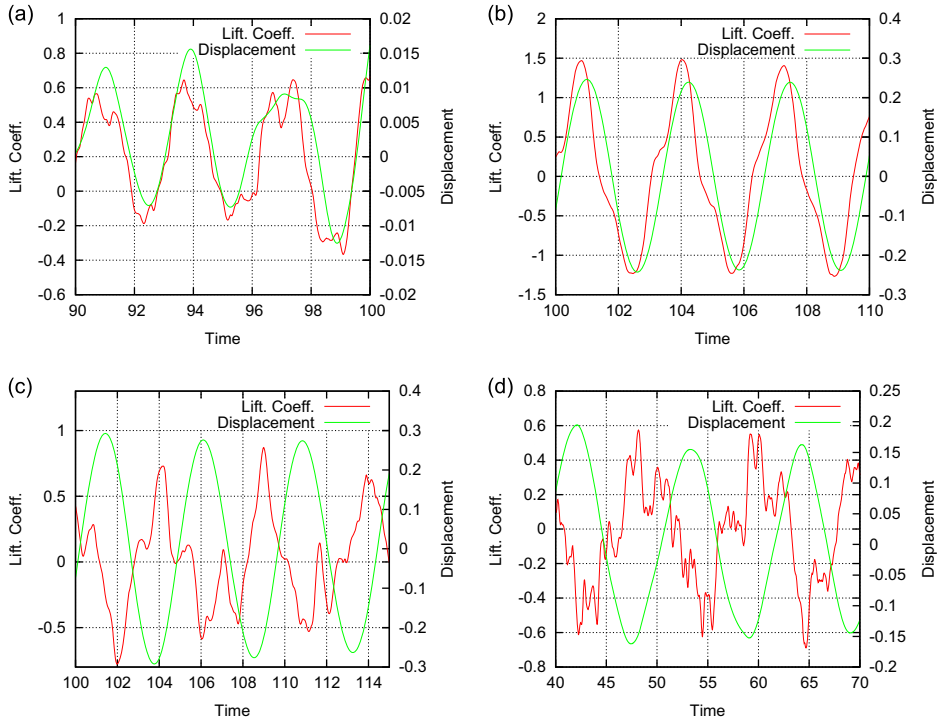 (a)
Lift. Coeff.
Displacement
1
0.8
0.6
0.4
0.2
0
-0.2
-0.4
-0.6
0.02
0.015
0.01
0.005
0
-0.005
-0.01
-0.015
-0.02
90 92 94 96 98 100
Lift. Coeff.
Displacement
Time
(b)
Lift. Coeff.
Displacement
2
1.5
1
0.5
0
-0.5
-1
-1.5
0.4
0.3
0.2
0.1
0
-0.1
-0.2
-0.3
100 102 104 106 108 110
Lift. Coeff.
Displacement
Time
(c)
Lift. Coeff.
Displacement
1
0.5
0
-0.5
0.4
0.3
0.2
0.1
0
-0.1
-0.2
-0.3
100 102 104 106 108 110 112 114
Lift. Coeff.
Displacement
Time
(d)
Lift. Coeff.
Displacement
0.8
0.6
0.4
0.2
0
-0.2
-0.4
-0.6
-0.8
0.25
0.2
0.15
0.1
0.05
0
-0.05
-0.1
-0.15
-0.2
40 45 50 55 60 65 70
Lift. Coeff.
Displacement
Time